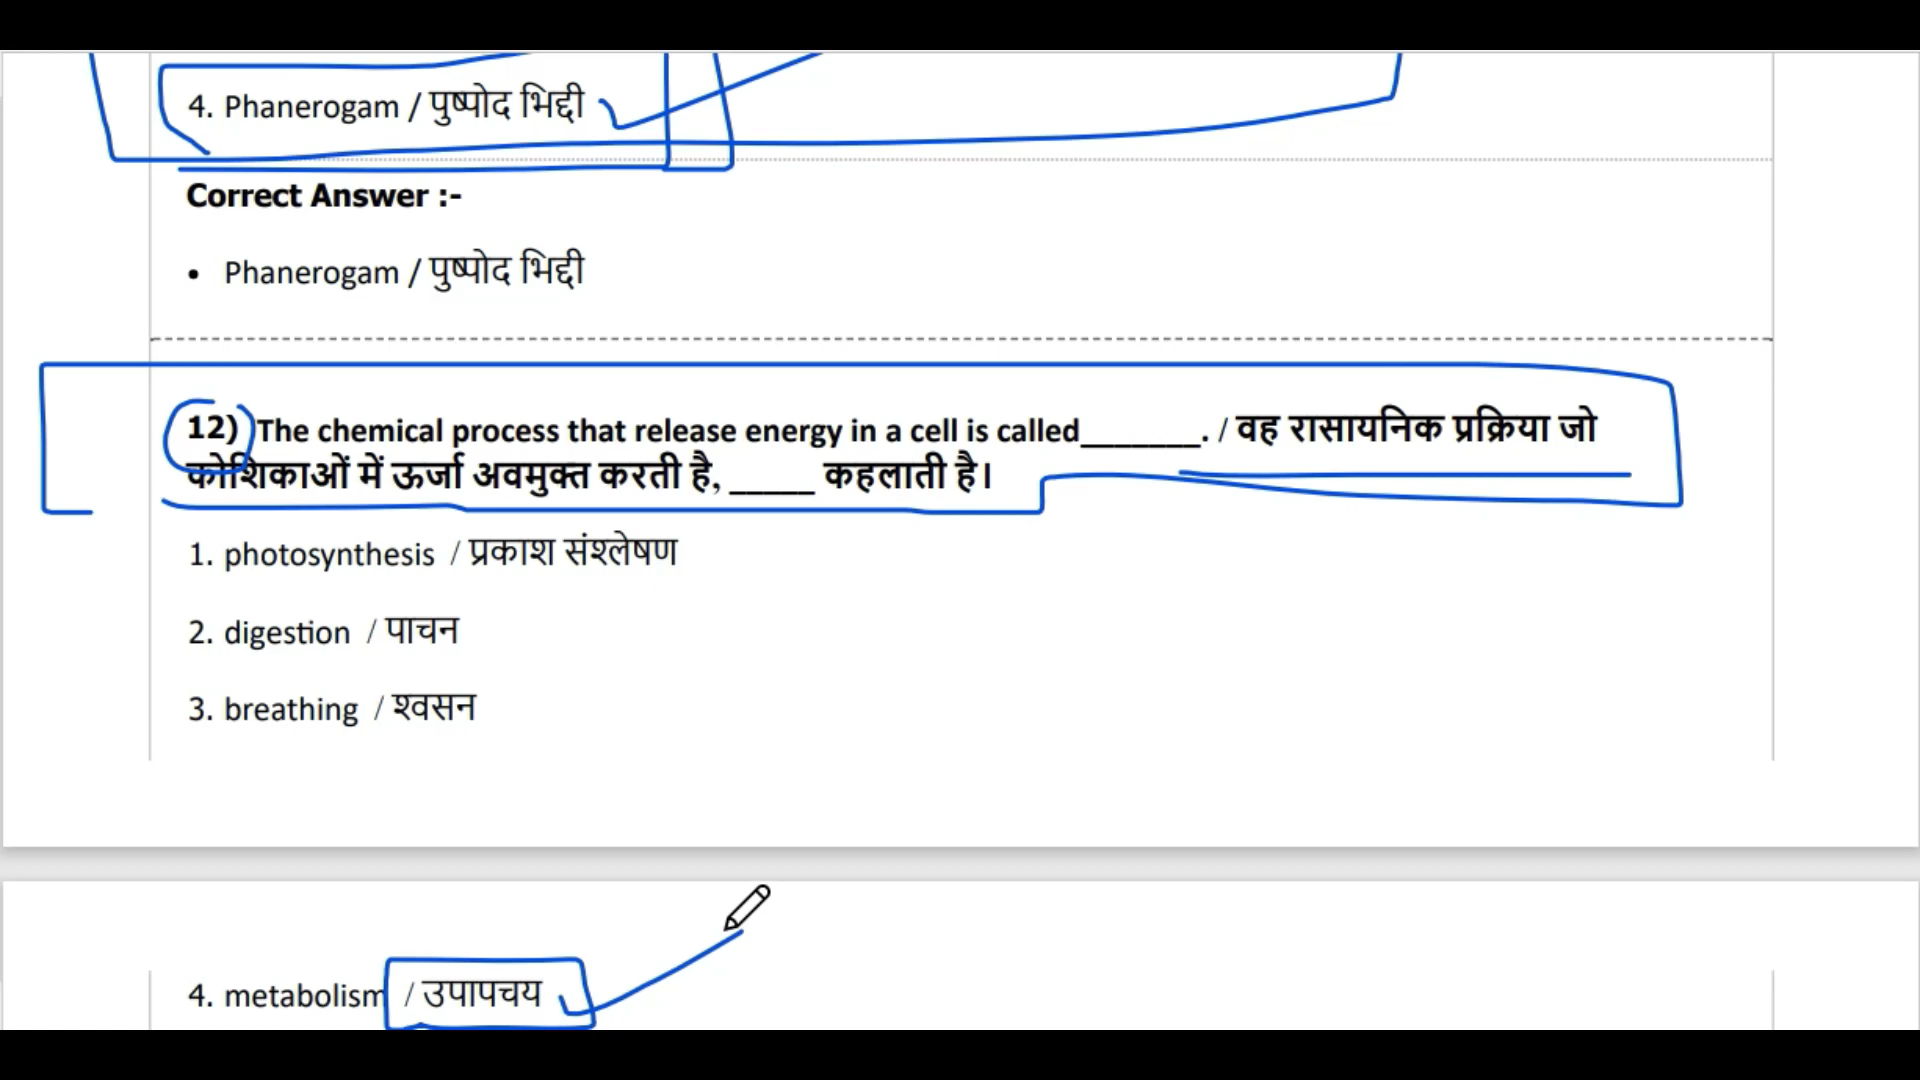 4. Phanerogam / पुष्पोद भिद्दी
Correct Answer :-
• Phanerogam / पुष्पोद भिद्दी
12) The chemical process that release energy in a cell is called_______. / वह रासायनिक प्रक्रिया जो
कोशिकाओं में ऊर्जा अवमुक्त करती है, _____ कहलाती है।
1. photosynthesis / प्रकाश संश्लेषण
2. digestion / पाचन
3. breathing / श्वसन
4. metabolism / उपापचय